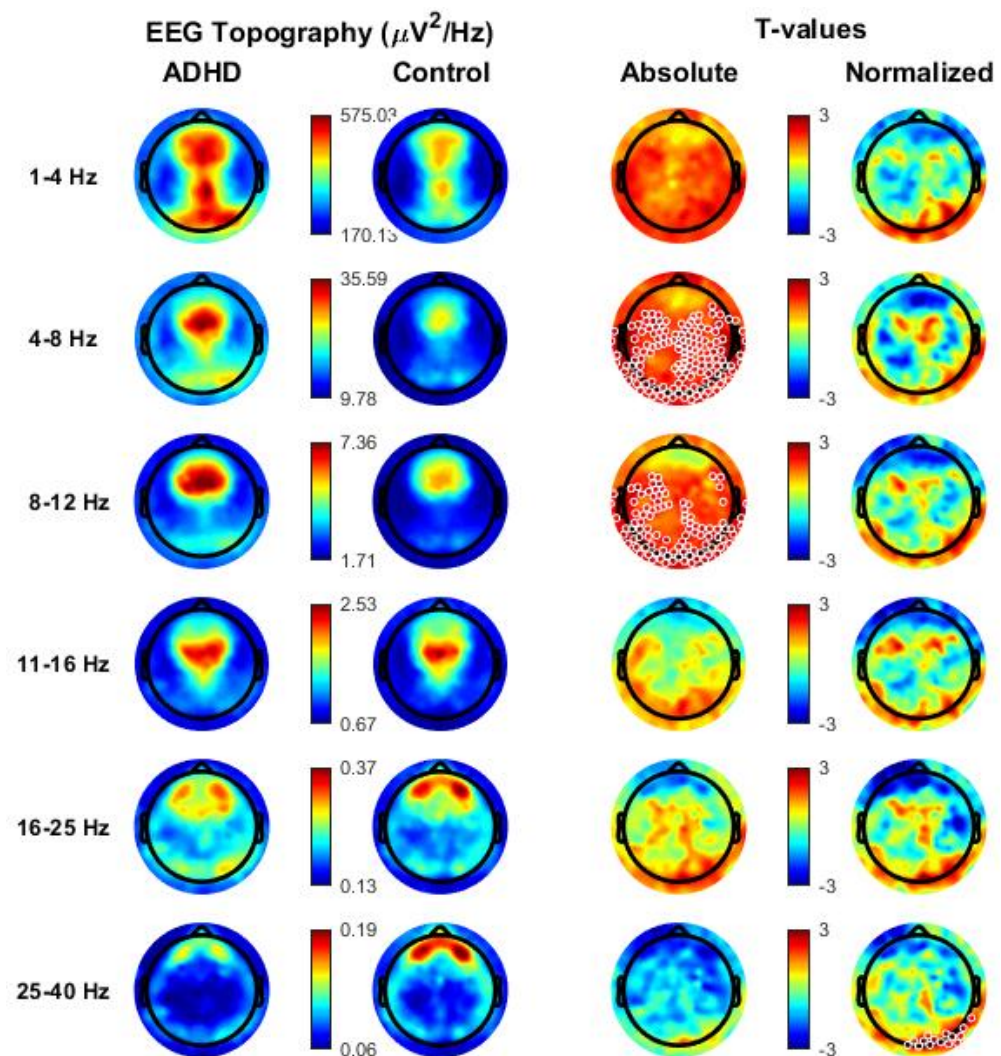 EEG Topography (μV²/Hz) T-values
ADHD Control Absolute Normalized
575.03 3
1-4 Hz
170.13 -3
35.59 3
4-8 Hz
9.78 -3
7.36 3
8-12 Hz
1.71 -3
2.53 3
11-16 Hz
0.67 -3
0.37 3
16-25 Hz
0.13 -3
0.19 3
25-40 Hz
0.06 -3